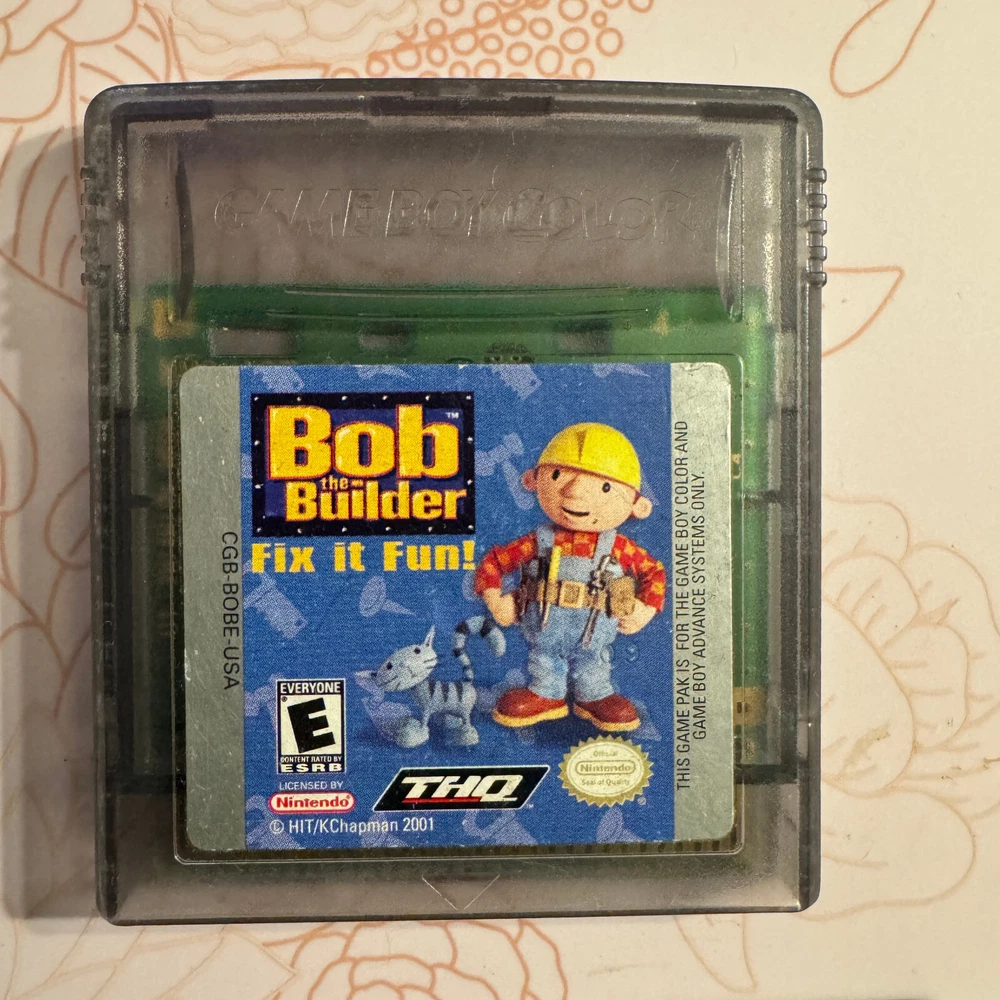 GAME BOY COLOR
Bob
the
Builder
™
Fix it Fun!
CGB-BOBE-USA
THIS GAME PAK IS FOR THE GAME BOY COLOR AND
GAME BOY ADVANCE SYSTEMS ONLY.
EVERYONE
E
CONTENT RATED BY
ESRB
LICENSED BY
Nintendo®
THQ™
Official
Nintendo
Seal of Quality
®
© HIT/KChapman 2001